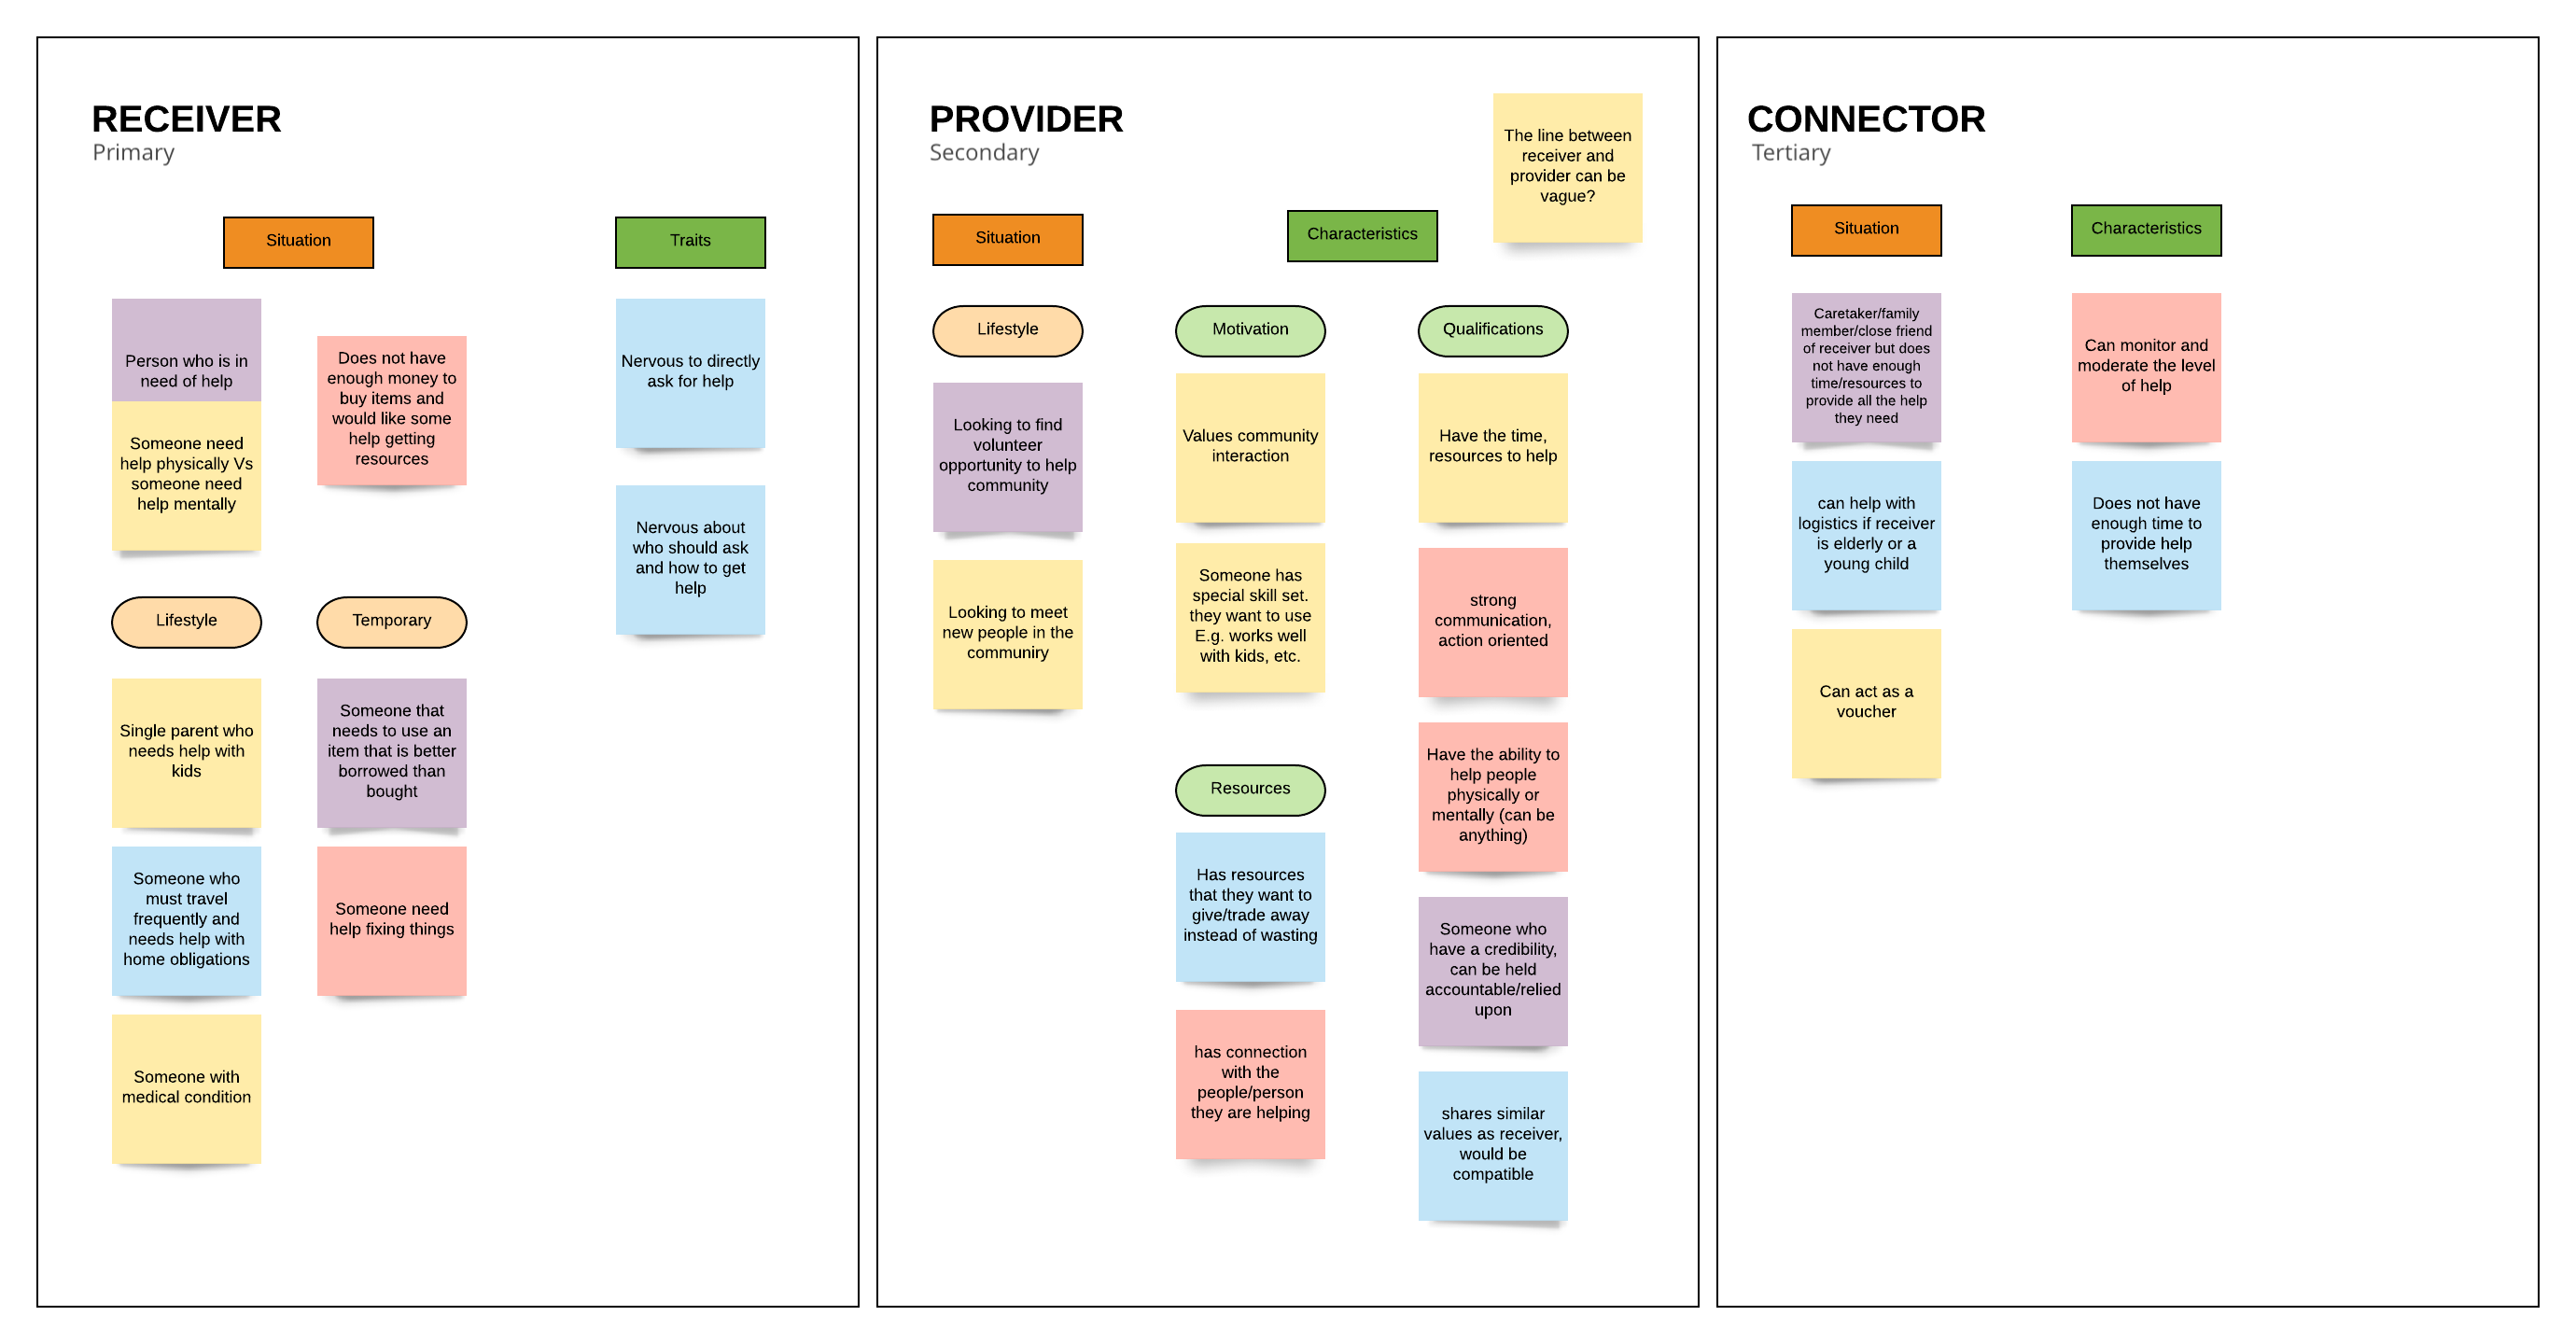 RECEIVER
Primary
Situation
Traits
Person who is in
need of help
Someone need
help physically Vs
someone need
help mentally
Does not have
enough money to
buy items and
would like some
help getting
resources
Nervous to directly
ask for help
Nervous about
who should ask
and how to get
help
Lifestyle
Temporary
Single parent who
needs help with
kids
Someone who
must travel
frequently and
needs help with
home obligations
Someone with
medical condition
Someone that
needs to use an
item that is better
borrowed than
bought
Someone need
help fixing things
PROVIDER
Secondary
The line between
receiver and
provider can be
vague?
Situation
Characteristics
Lifestyle
Looking to find
volunteer
opportunity to help
community
Looking to meet
new people in the
communiry
Motivation
Values community
interaction
Someone has
special skill set.
they want to use
E.g. works well
with kids, etc.
Resources
Has resources
that they want to
give/trade away
instead of wasting
has connection
with the
people/person
they are helping
Qualifications
Have the time,
resources to help
strong
communication,
action oriented
Have the ability to
help people
physically or
mentally (can be
anything)
Someone who
have a credibility,
can be held
accountable/relied
upon
shares similar
values as receiver,
would be
compatible
CONNECTOR
Tertiary
Situation
Characteristics
Caretaker/family
member/close friend
of receiver but does
not have enough
time/resources to
provide all the help
they need
can help with
logistics if receiver
is elderly or a
young child
Can act as a
voucher
Can monitor and
moderate the level
of help
Does not have
enough time to
provide help
themselves